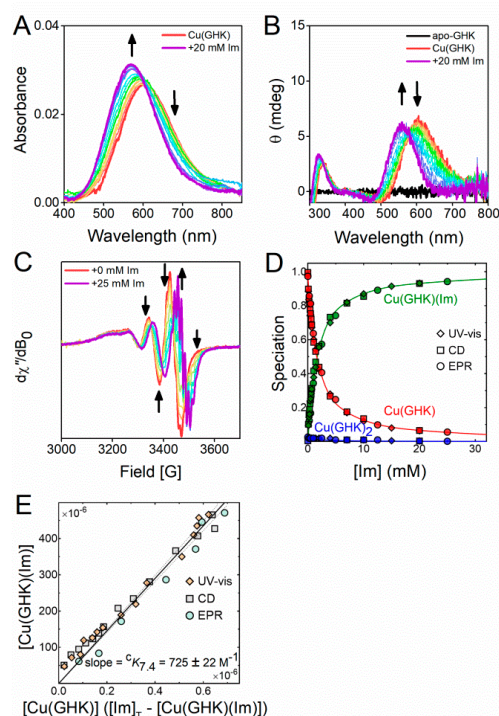 A
Cu(GHK)
+20 mM Im
Absorbance
0.04
0.02
0.00
400 500 600 700 800
Wavelength (nm)
B
apo-GHK
Cu(GHK)
+20 mM Im
θ (mdeg)
15
10
5
0
300 400 500 600 700 800
Wavelength (nm)
C
+0 mM Im
+25 mM Im
dχ''/dB0
3000 3200 3400 3600
Field [G]
D
Speciation
1.0
0.8
0.6
0.4
0.2
Cu(GHK)(Im)
UV-vis
CD
EPR
Cu(GHK)
Cu(GHK)2
0 10 20 30
[Im] (mM)
E
×10-6
[Cu(GHK)(Im)]
400
300
200
100
0
UV-vis
CD
EPR
slope = cK7.4 = 725 ± 22 M-1
0.0 0.2 0.4 0.6
×10-6
[Cu(GHK)] ([Im]T - [Cu(GHK)(Im)])